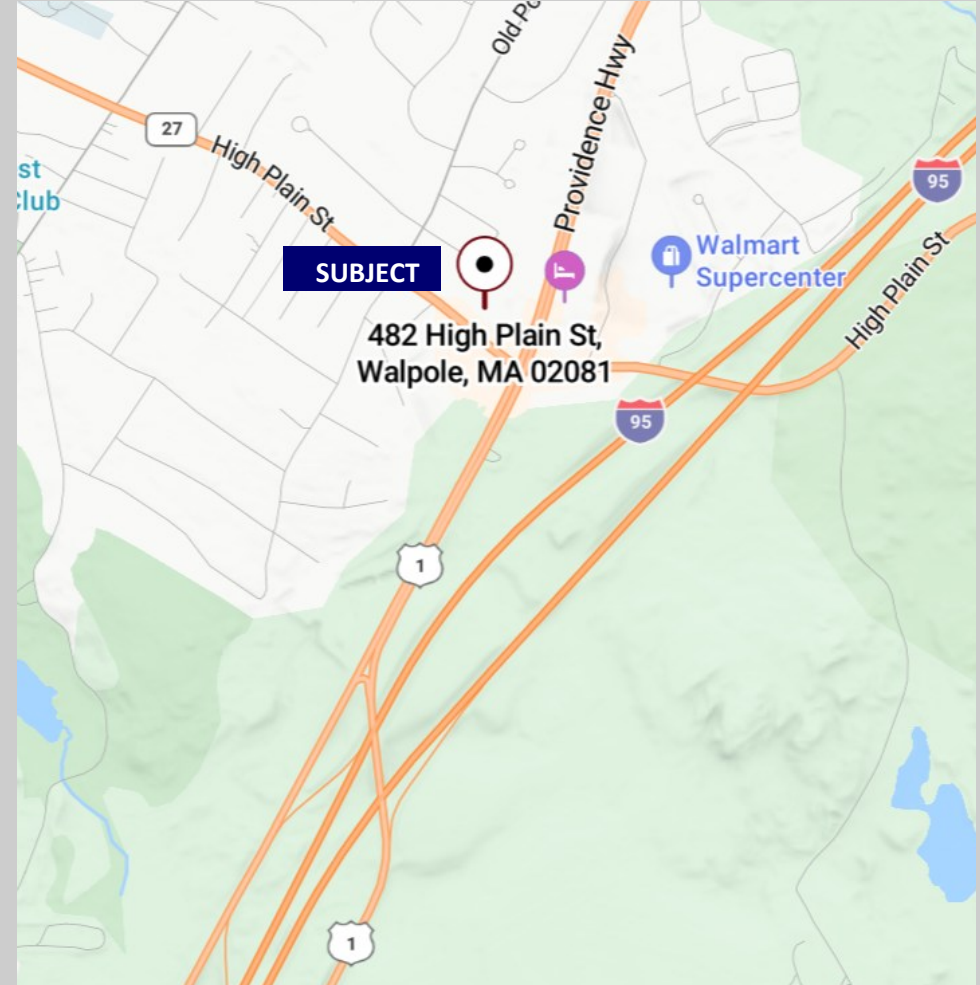 Old Po
Providence Hwy
27
High Plain St
st
Club
95
SUBJECT
Walmart
Supercenter
High Plain St
482 High Plain St,
Walpole, MA 02081
95
1
1